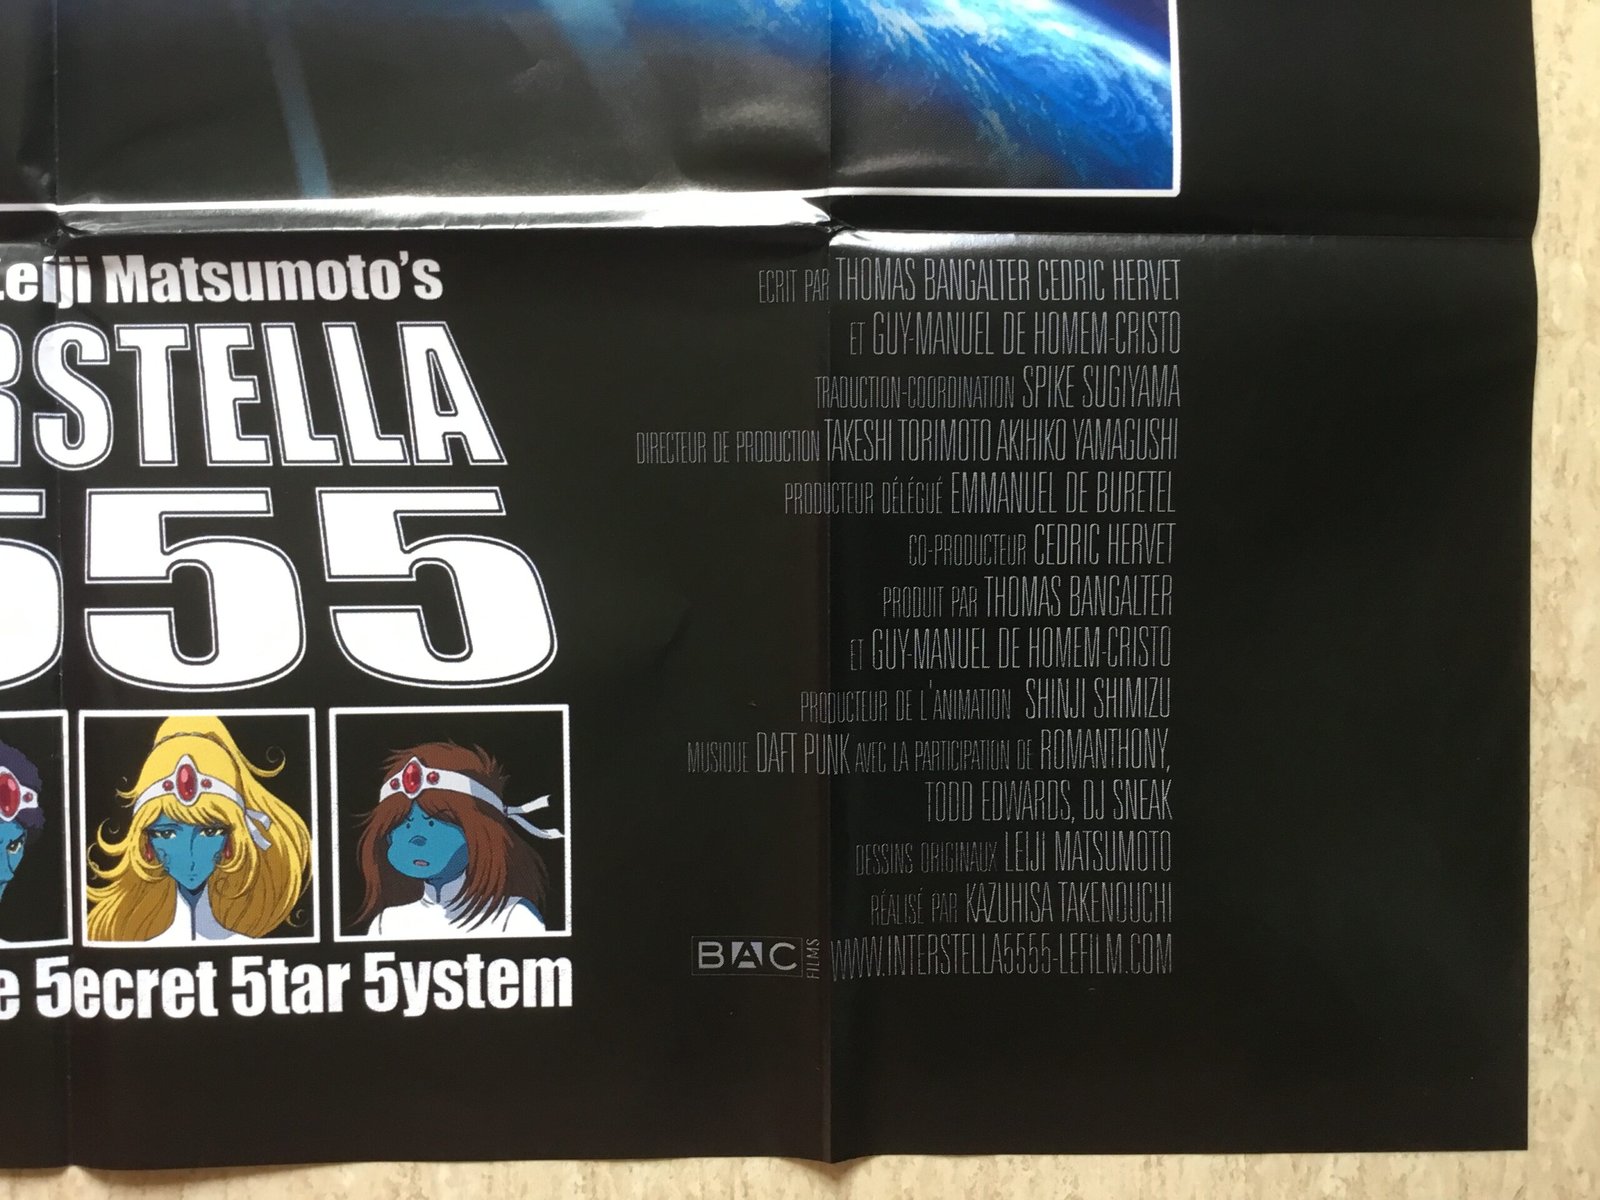 Leiji Matsumoto's
RSTELLA
555
e 5ecret 5tar 5ystem
ECRIT PAR THOMAS BANGALTER CEDRIC HERVET
ET GUY-MANUEL DE HOMEM-CRISTO
TRADUCTION-COORDINATION SPIKE SUGIYAMA
DIRECTEUR DE PRODUCTION TAKESHI TORIMOTO AKIHIKO YAMAGUSHI
PRODUCTEUR DÉLÉGUÉ EMMANUEL DE BURETEL
CO-PRODUCTEUR CEDRIC HERVET
PRODUIT PAR THOMAS BANGALTER
ET GUY-MANUEL DE HOMEM-CRISTO
PRODUCTEUR DE L'ANIMATION SHINJI SHIMIZU
MUSIQUE DAFT PUNK AVEC LA PARTICIPATION DE ROMANTHONY,
TODD EDWARDS, DJ SNEAK
DESSINS ORIGINAUX LEIJI MATSUMOTO
RÉALISÉ PAR KAZUHISA TAKENOUCHI
BAC FILMS WWW.INTERSTELLA5555-LEFILM.COM